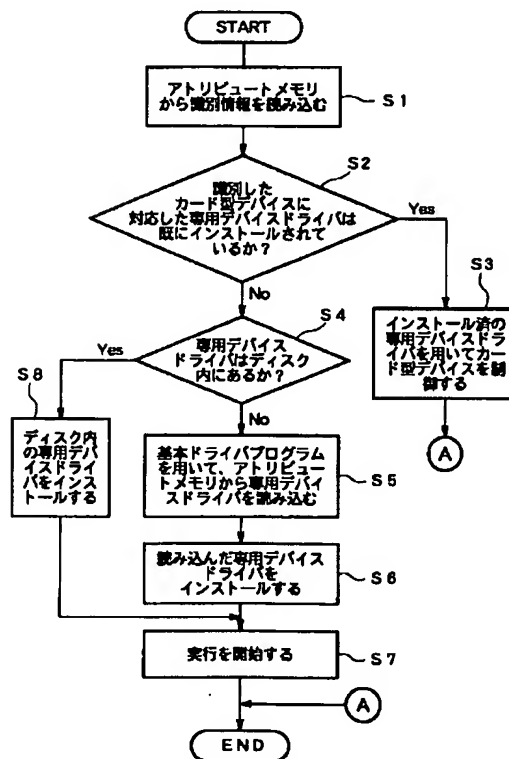 START
アトリビュートメモリ
から識別情報を読み込む
S1
S2
識別した
カード型デバイスに
対応した専用デバイスドライバは
既にインストールされて
いるか？
Yes
No
S3
インストール済の
専用デバイスドラ
イバを用いてカー
ド型デバイスを制
御する
A
S4
専用デバイス
ドライバはディスク
内にあるか？
Yes
No
S8
ディスク内
の専用デバ
イスドライ
バをインス
トールする
基本ドライバプログラム
を用いて、アトリビュー
トメモリから専用デバイ
スドライバを読み込む
S5
読み込んだ専用デバイス
ドライバを
インストールする
S6
実行を開始する
S7
A
END